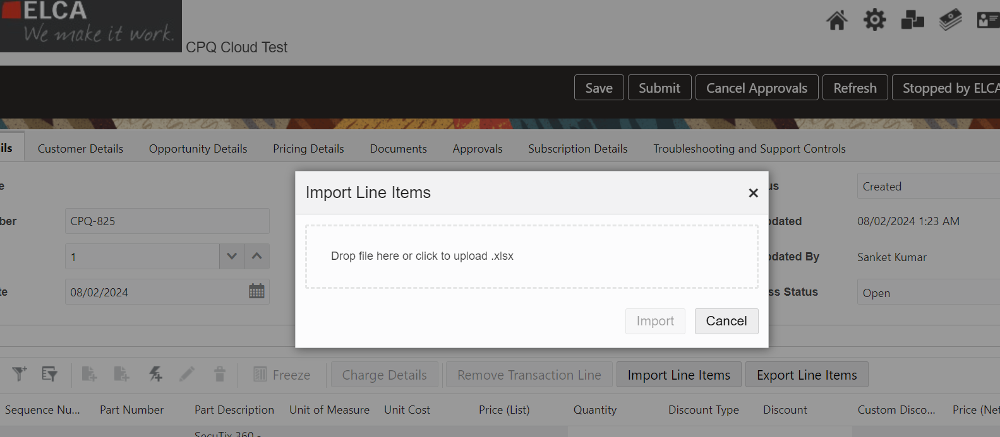 ELCA
We make it work.
CPQ Cloud Test
Save
Submit
Cancel Approvals
Refresh
Stopped by ELCA
ils
Customer Details
Opportunity Details
Pricing Details
Documents
Approvals
Subscription Details
Troubleshooting and Support Controls
Import Line Items
e
us
Created
ber
CPQ-825
Drop file here or click to upload .xlsx
pdated
08/02/2024 1:23 AM
1
pdated By
Sanket Kumar
te
08/02/2024
ss Status
Open
Import
Cancel
Freeze
Charge Details
Remove Transaction Line
Import Line Items
Export Line Items
Sequence Nu...
Part Number
Part Description
Unit of Measure
Unit Cost
Price (List)
Quantity
Discount Type
Discount
Custom Disco...
Price (Net
SecuTix 360 -